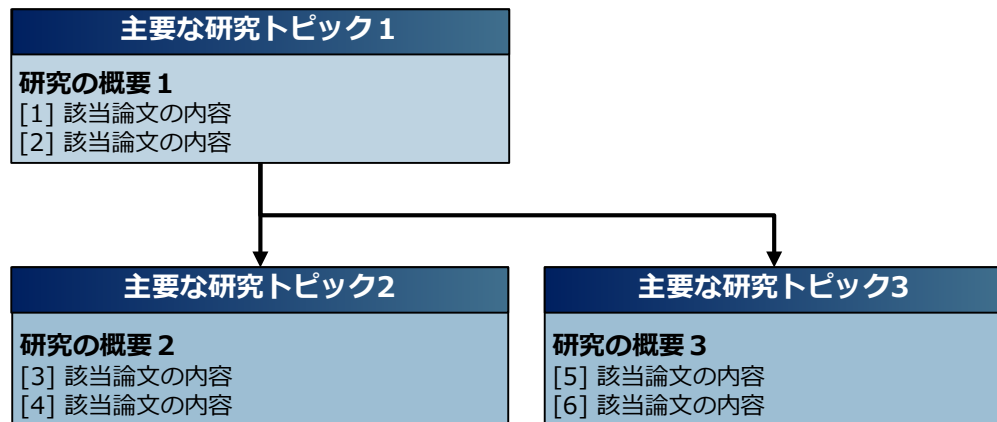 主要な研究トピック１
研究の概要１
[1] 該当論文の内容
[2] 該当論文の内容
主要な研究トピック2
研究の概要２
[3] 該当論文の内容
[4] 該当論文の内容
主要な研究トピック3
研究の概要３
[5] 該当論文の内容
[6] 該当論文の内容